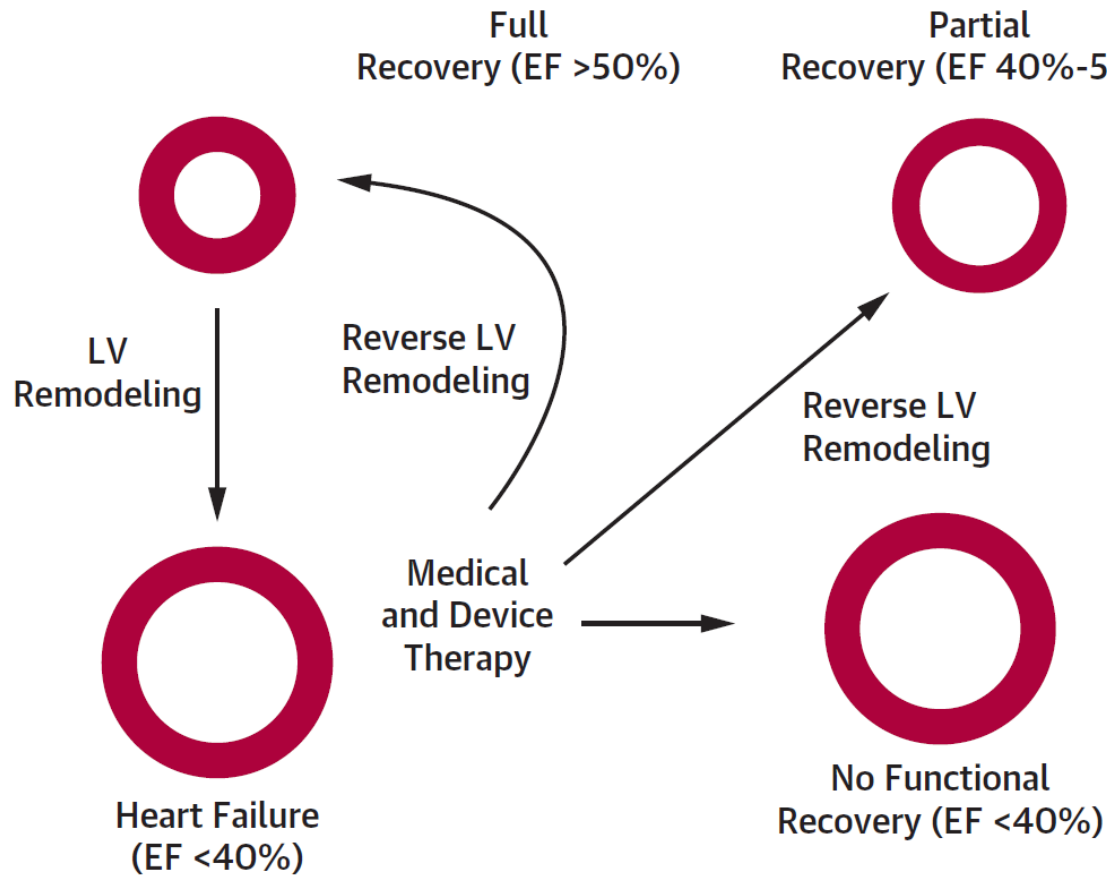 Full
Recovery (EF >50%)
Partial
Recovery (EF 40%-5
LV
Remodeling
Reverse LV
Remodeling
Reverse LV
Remodeling
Medical
and Device
Therapy
Heart Failure
(EF <40%)
No Functional
Recovery (EF <40%)